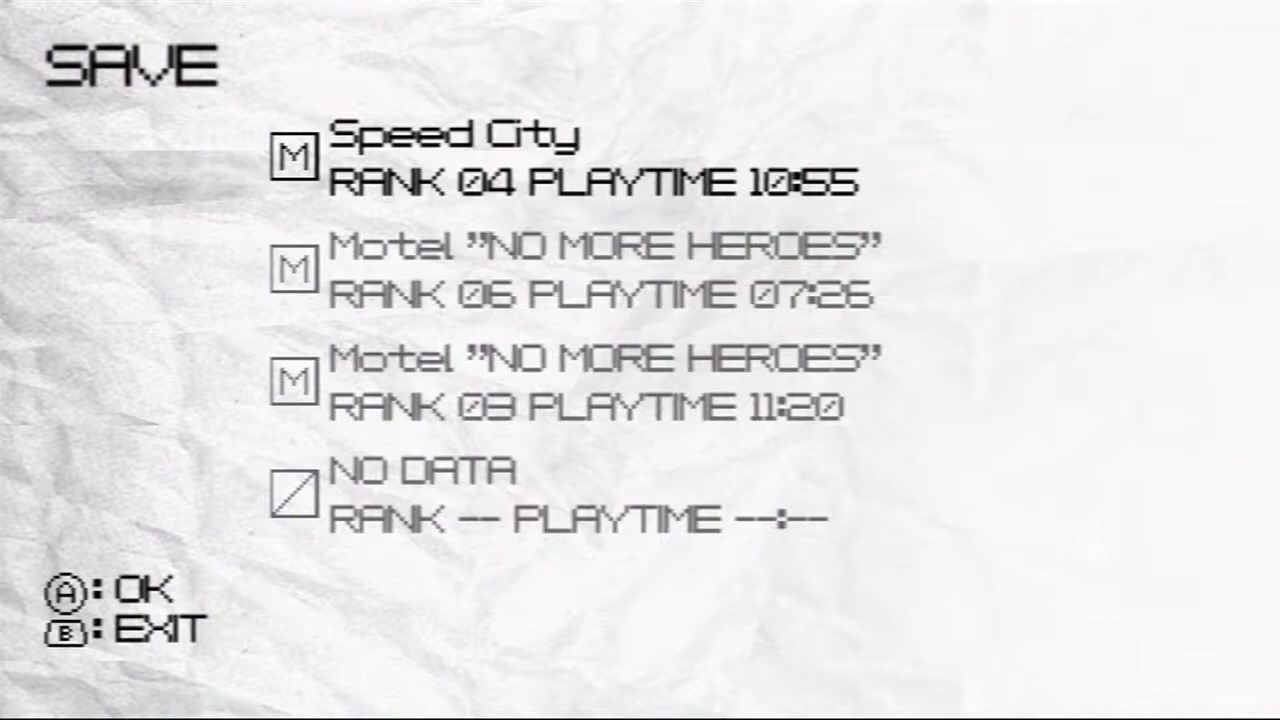 SAVE
M
Speed City
RANK 04 PLAYTIME 10:55
M
Motel ”NO MORE HEROES”
RANK 06 PLAYTIME 07:26
M
Motel ”NO MORE HEROES”
RANK 03 PLAYTIME 11:20
NO DATA
RANK -- PLAYTIME --:--
A: OK
B: EXIT